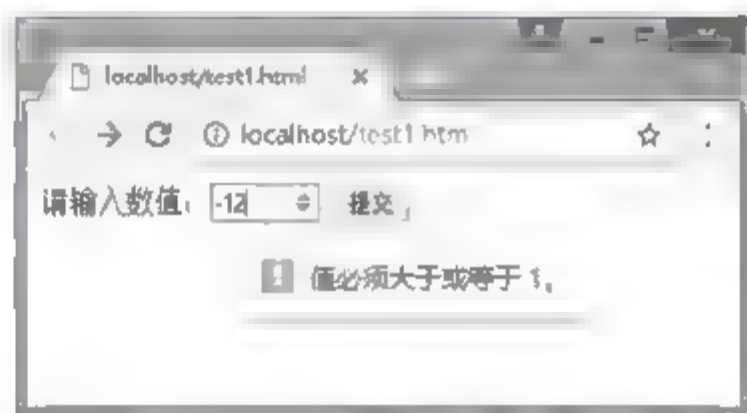 localhost/test1.html
localhost/test1.htm
请输入数值： -12 提交
值必须大于或等于 1。